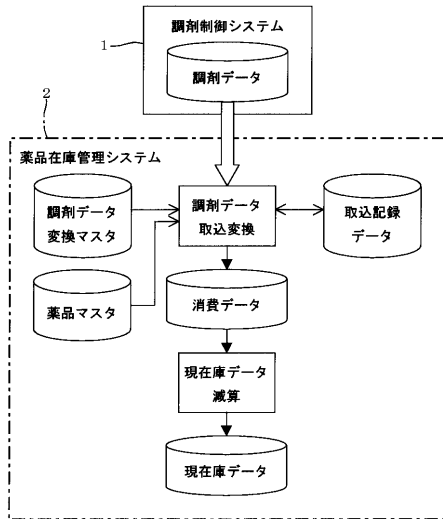 調剤制御システム
1
調剤データ
2
薬品在庫管理システム
調剤データ
変換マスタ
調剤データ
取込変換
取込記録
データ
薬品マスタ
消費データ
現在庫データ
減算
現在庫データ